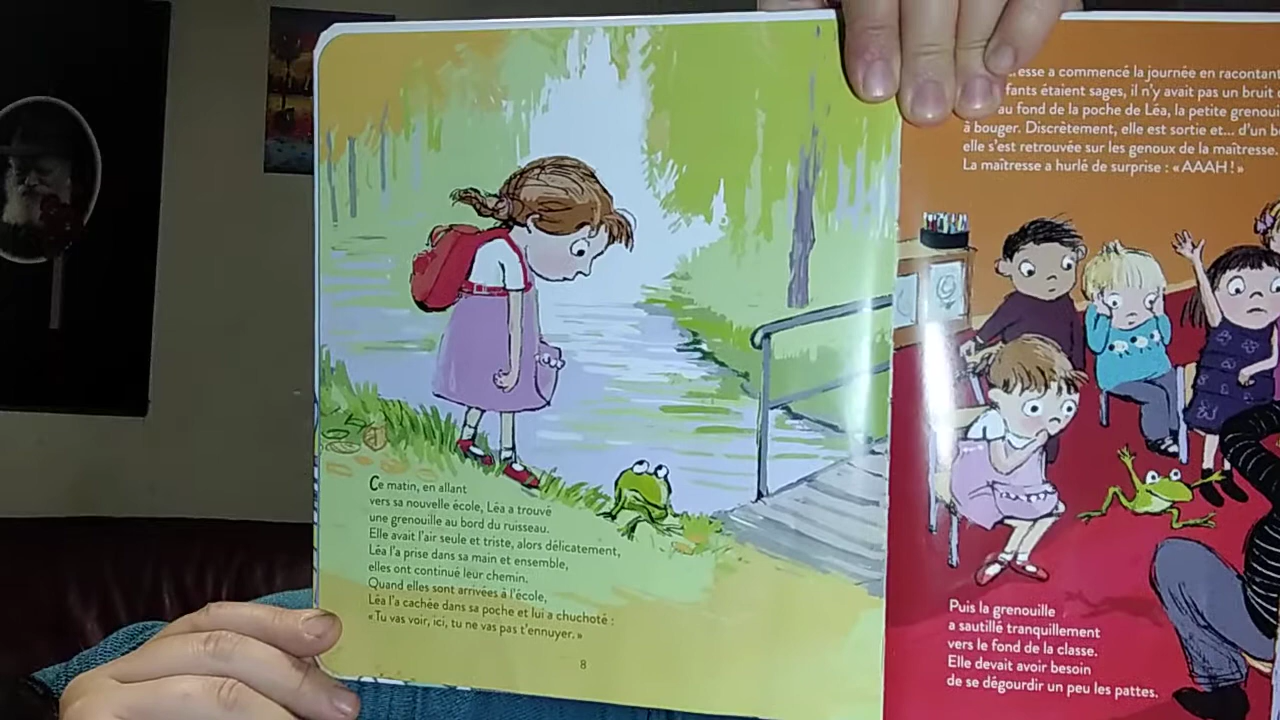 Ce matin, en allant
vers sa nouvelle école, Léa a trouvé
une grenouille au bord du ruisseau.
Elle avait l'air seule et triste, alors délicatement,
Léa l'a prise dans sa main et ensemble,
elles ont continué leur chemin.
Quand elles sont arrivées à l'école,
Léa l'a cachée dans sa poche et lui a chuchoté :
« Tu vas voir, ici, tu ne vas pas t'ennuyer. »
8
a commencé la journée en racontant
étaient sages, il n'y avait pas un bruit
au fond de la poche de Léa, la petite
à bouger. Discrètement, elle est sortie et... d'un
elle s'est retrouvée sur les genoux de la maîtresse.
La maîtresse a hurlé de surprise : « AAAH ! »
Puis la grenouille
a sautillé tranquillement
vers le fond de la classe.
Elle devait avoir besoin
de se dégourdir un peu les pattes.